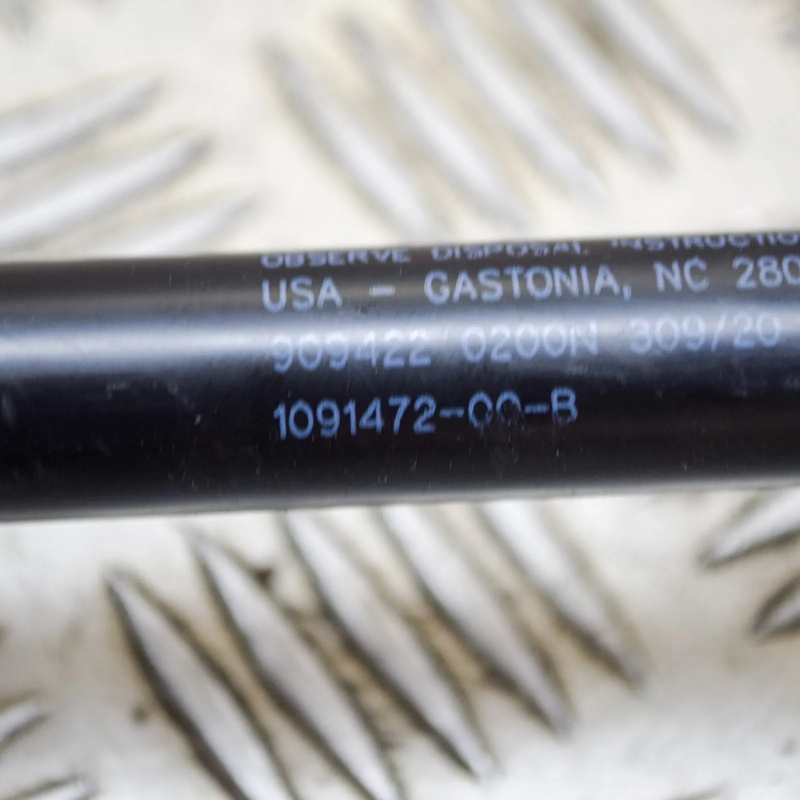 OBSERVE DISPOSAL INSTRUCTIO
USA - GASTONIA, NC 280
909422 0200N 309/20
1091472-00-B